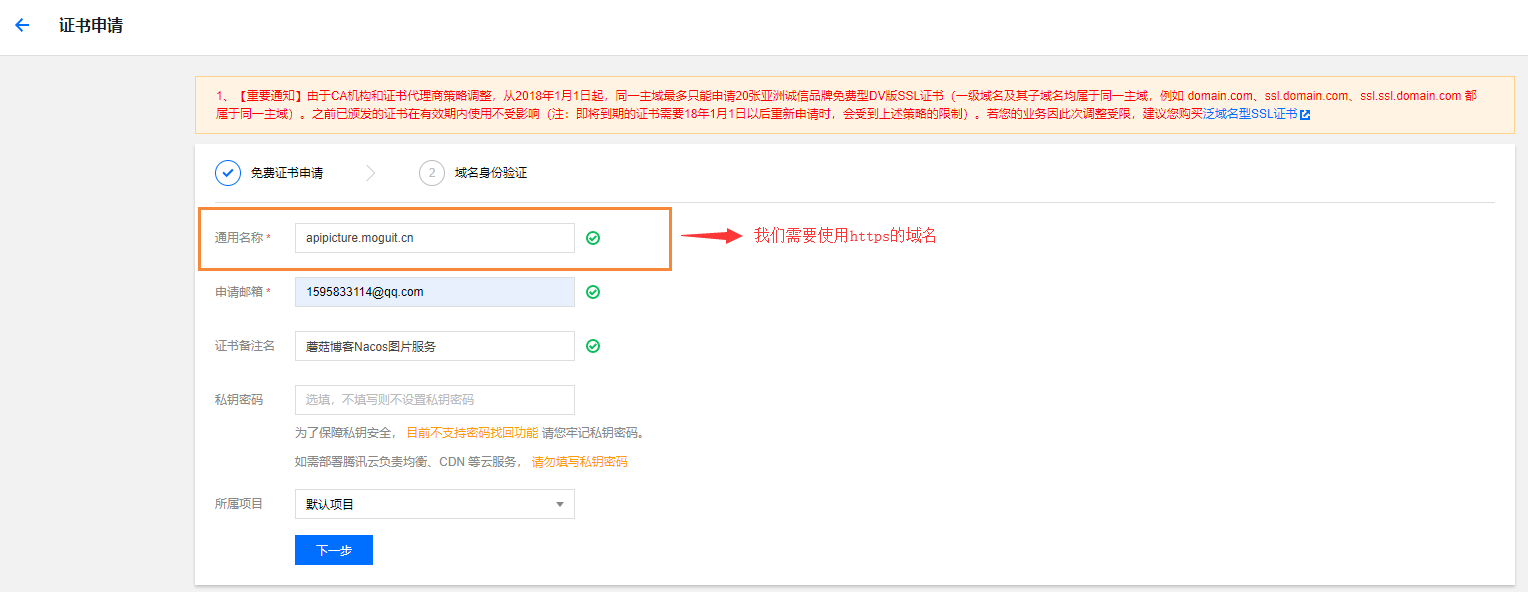 证书申请
1、【重要通知】由于CA机构和证书代理商策略调整，从2018年1月1日起，同一主域最多只能申请20张亚洲诚信品牌免费型DV版SSL证书（一级域名及其子域名均属于同一主域，例如 domain.com、ssl.domain.com、ssl.ssl.domain.com 都
属于同一主域）。之前已颁发的证书在有效期内使用不受影响（注：即将到期的证书需要18年1月1日以后重新申请时，会受到上述策略的限制）。若您的业务因此次调整受限，建议您购买泛域名型SSL证书
免费证书申请 2 域名身份验证
通用名称* apipicture.moguit.cn 我们需要使用https的域名
申请邮箱* 1595833114@qq.com
证书备注名 蘑菇博客Nacos图片服务
私钥密码 选填，不填写则不设置私钥密码
为了保障私钥安全，目前不支持密码找回功能 请您牢记私钥密码。
如需部署腾讯云负载均衡、CDN 等云服务，请勿填写私钥密码
所属项目 默认项目
下一步